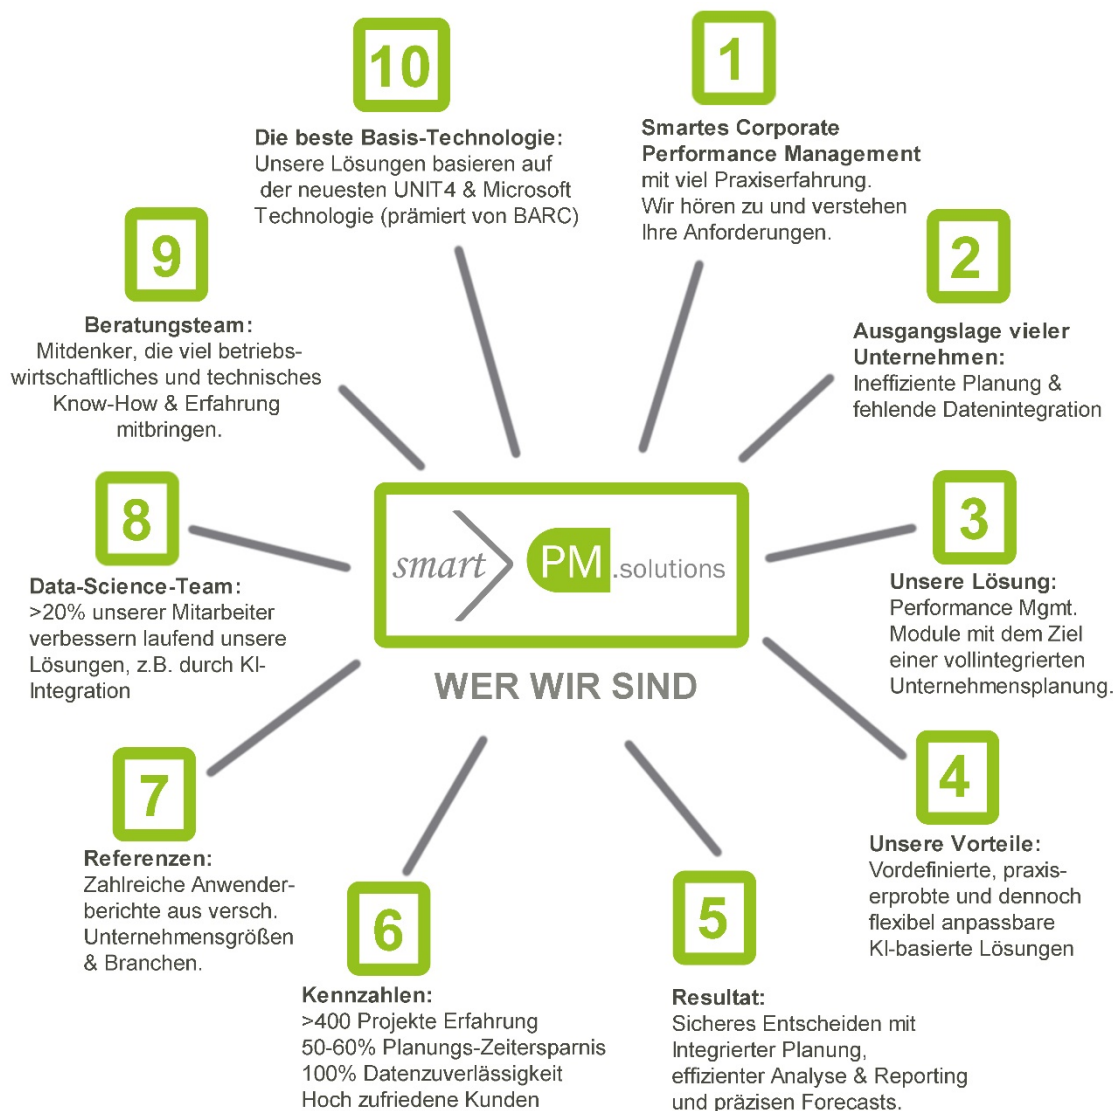 1
Smartes Corporate
Performance Management
mit viel Praxiserfahrung.
Wir hören zu und verstehen
Ihre Anforderungen.
2
Ausgangslage vieler
Unternehmen:
Ineffiziente Planung &
fehlende Datenintegration
3
Unsere Lösung:
Performance Mgmt.
Module mit dem Ziel
einer vollintegrierten
Unternehmensplanung.
4
Unsere Vorteile:
Vordefinierte, praxis-
erprobte und dennoch
flexibel anpassbare
KI-basierte Lösungen
5
Resultat:
Sicheres Entscheiden mit
Integrierter Planung,
effizienter Analyse & Reporting
und präzisen Forecasts.
6
Kennzahlen:
>400 Projekte Erfahrung
50-60% Planungs-Zeitersparnis
100% Datenzuverlässigkeit
Hoch zufriedene Kunden
7
Referenzen:
Zahlreiche Anwender-
berichte aus versch.
Unternehmensgrößen
& Branchen.
8
Data-Science-Team:
>20% unserer Mitarbeiter
verbessern laufend unsere
Lösungen, z.B. durch KI-
Integration
9
Beratungsteam:
Mitdenker, die viel betriebs-
wirtschaftliches und technisches
Know-How & Erfahrung
mitbringen.
10
Die beste Basis-Technologie:
Unsere Lösungen basieren auf
der neuesten UNIT4 & Microsoft
Technologie (prämiert von BARC)
smart PM.solutions
WER WIR SIND